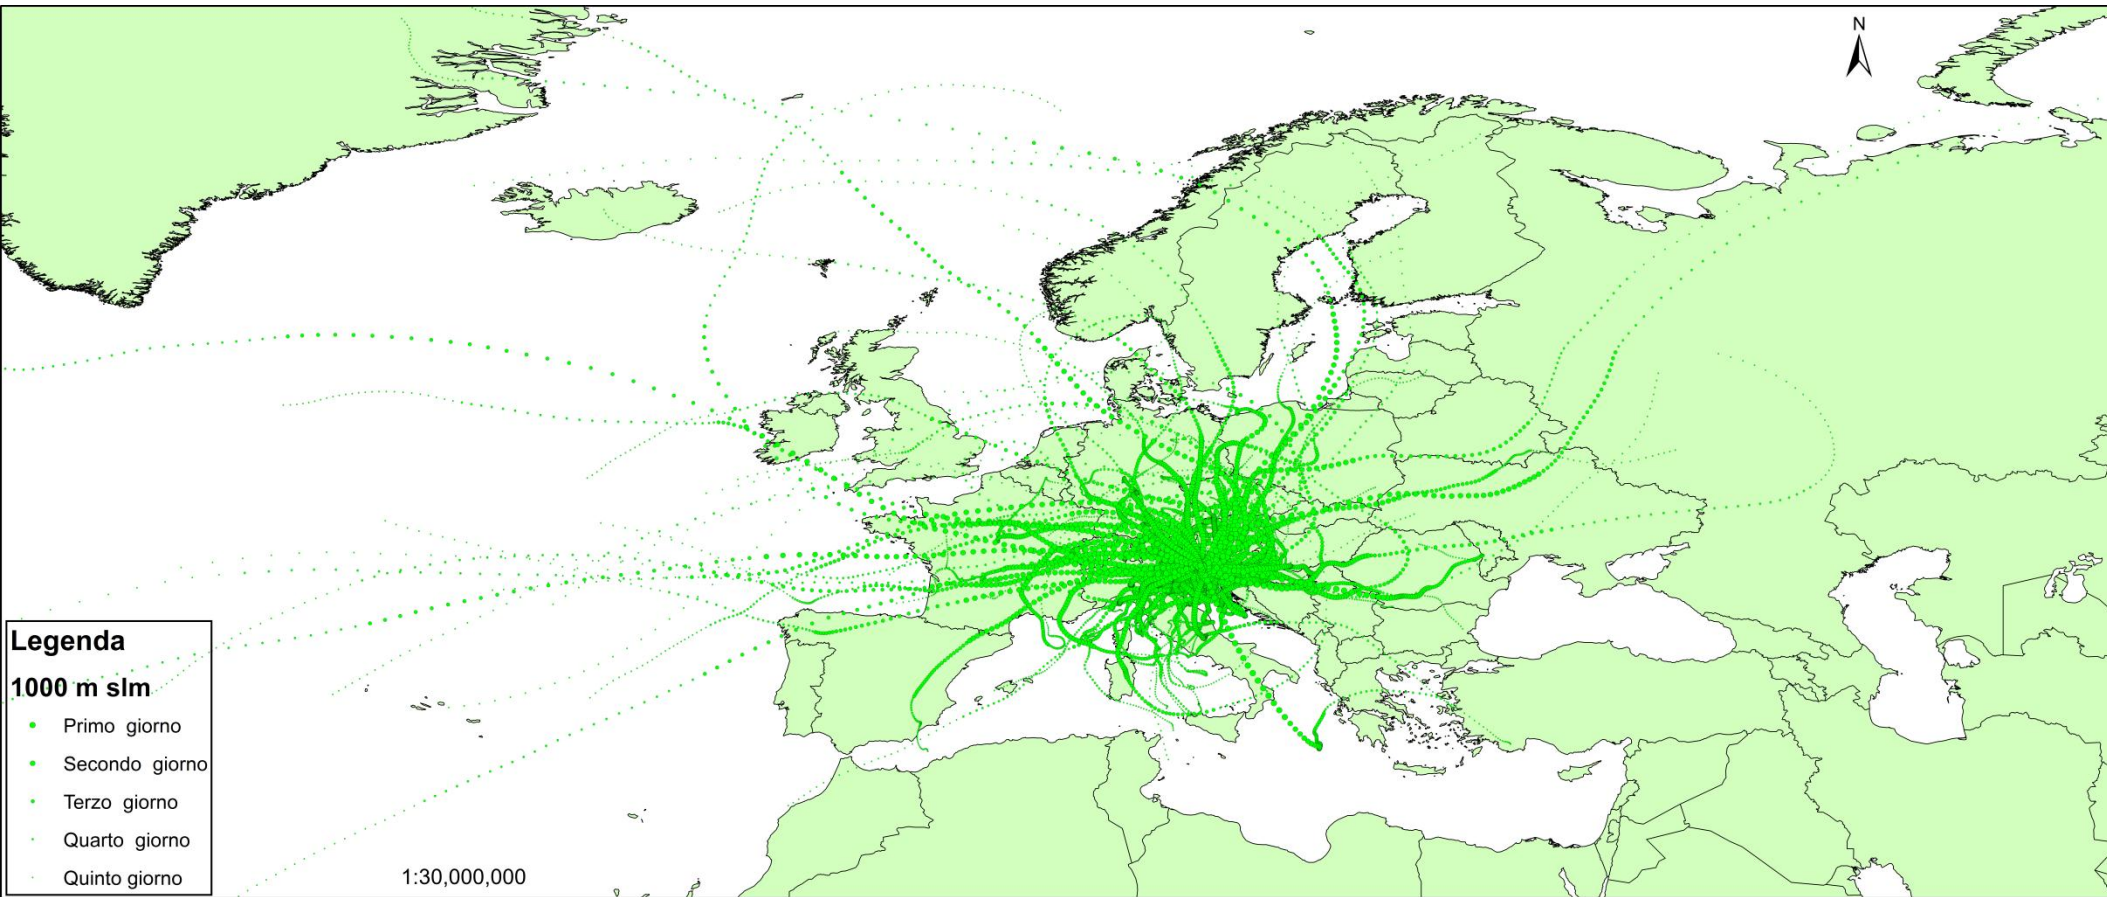 N
Legenda
1000 m slm
Primo giorno
Secondo giorno
Terzo giorno
Quarto giorno
Quinto giorno
1:30,000,000